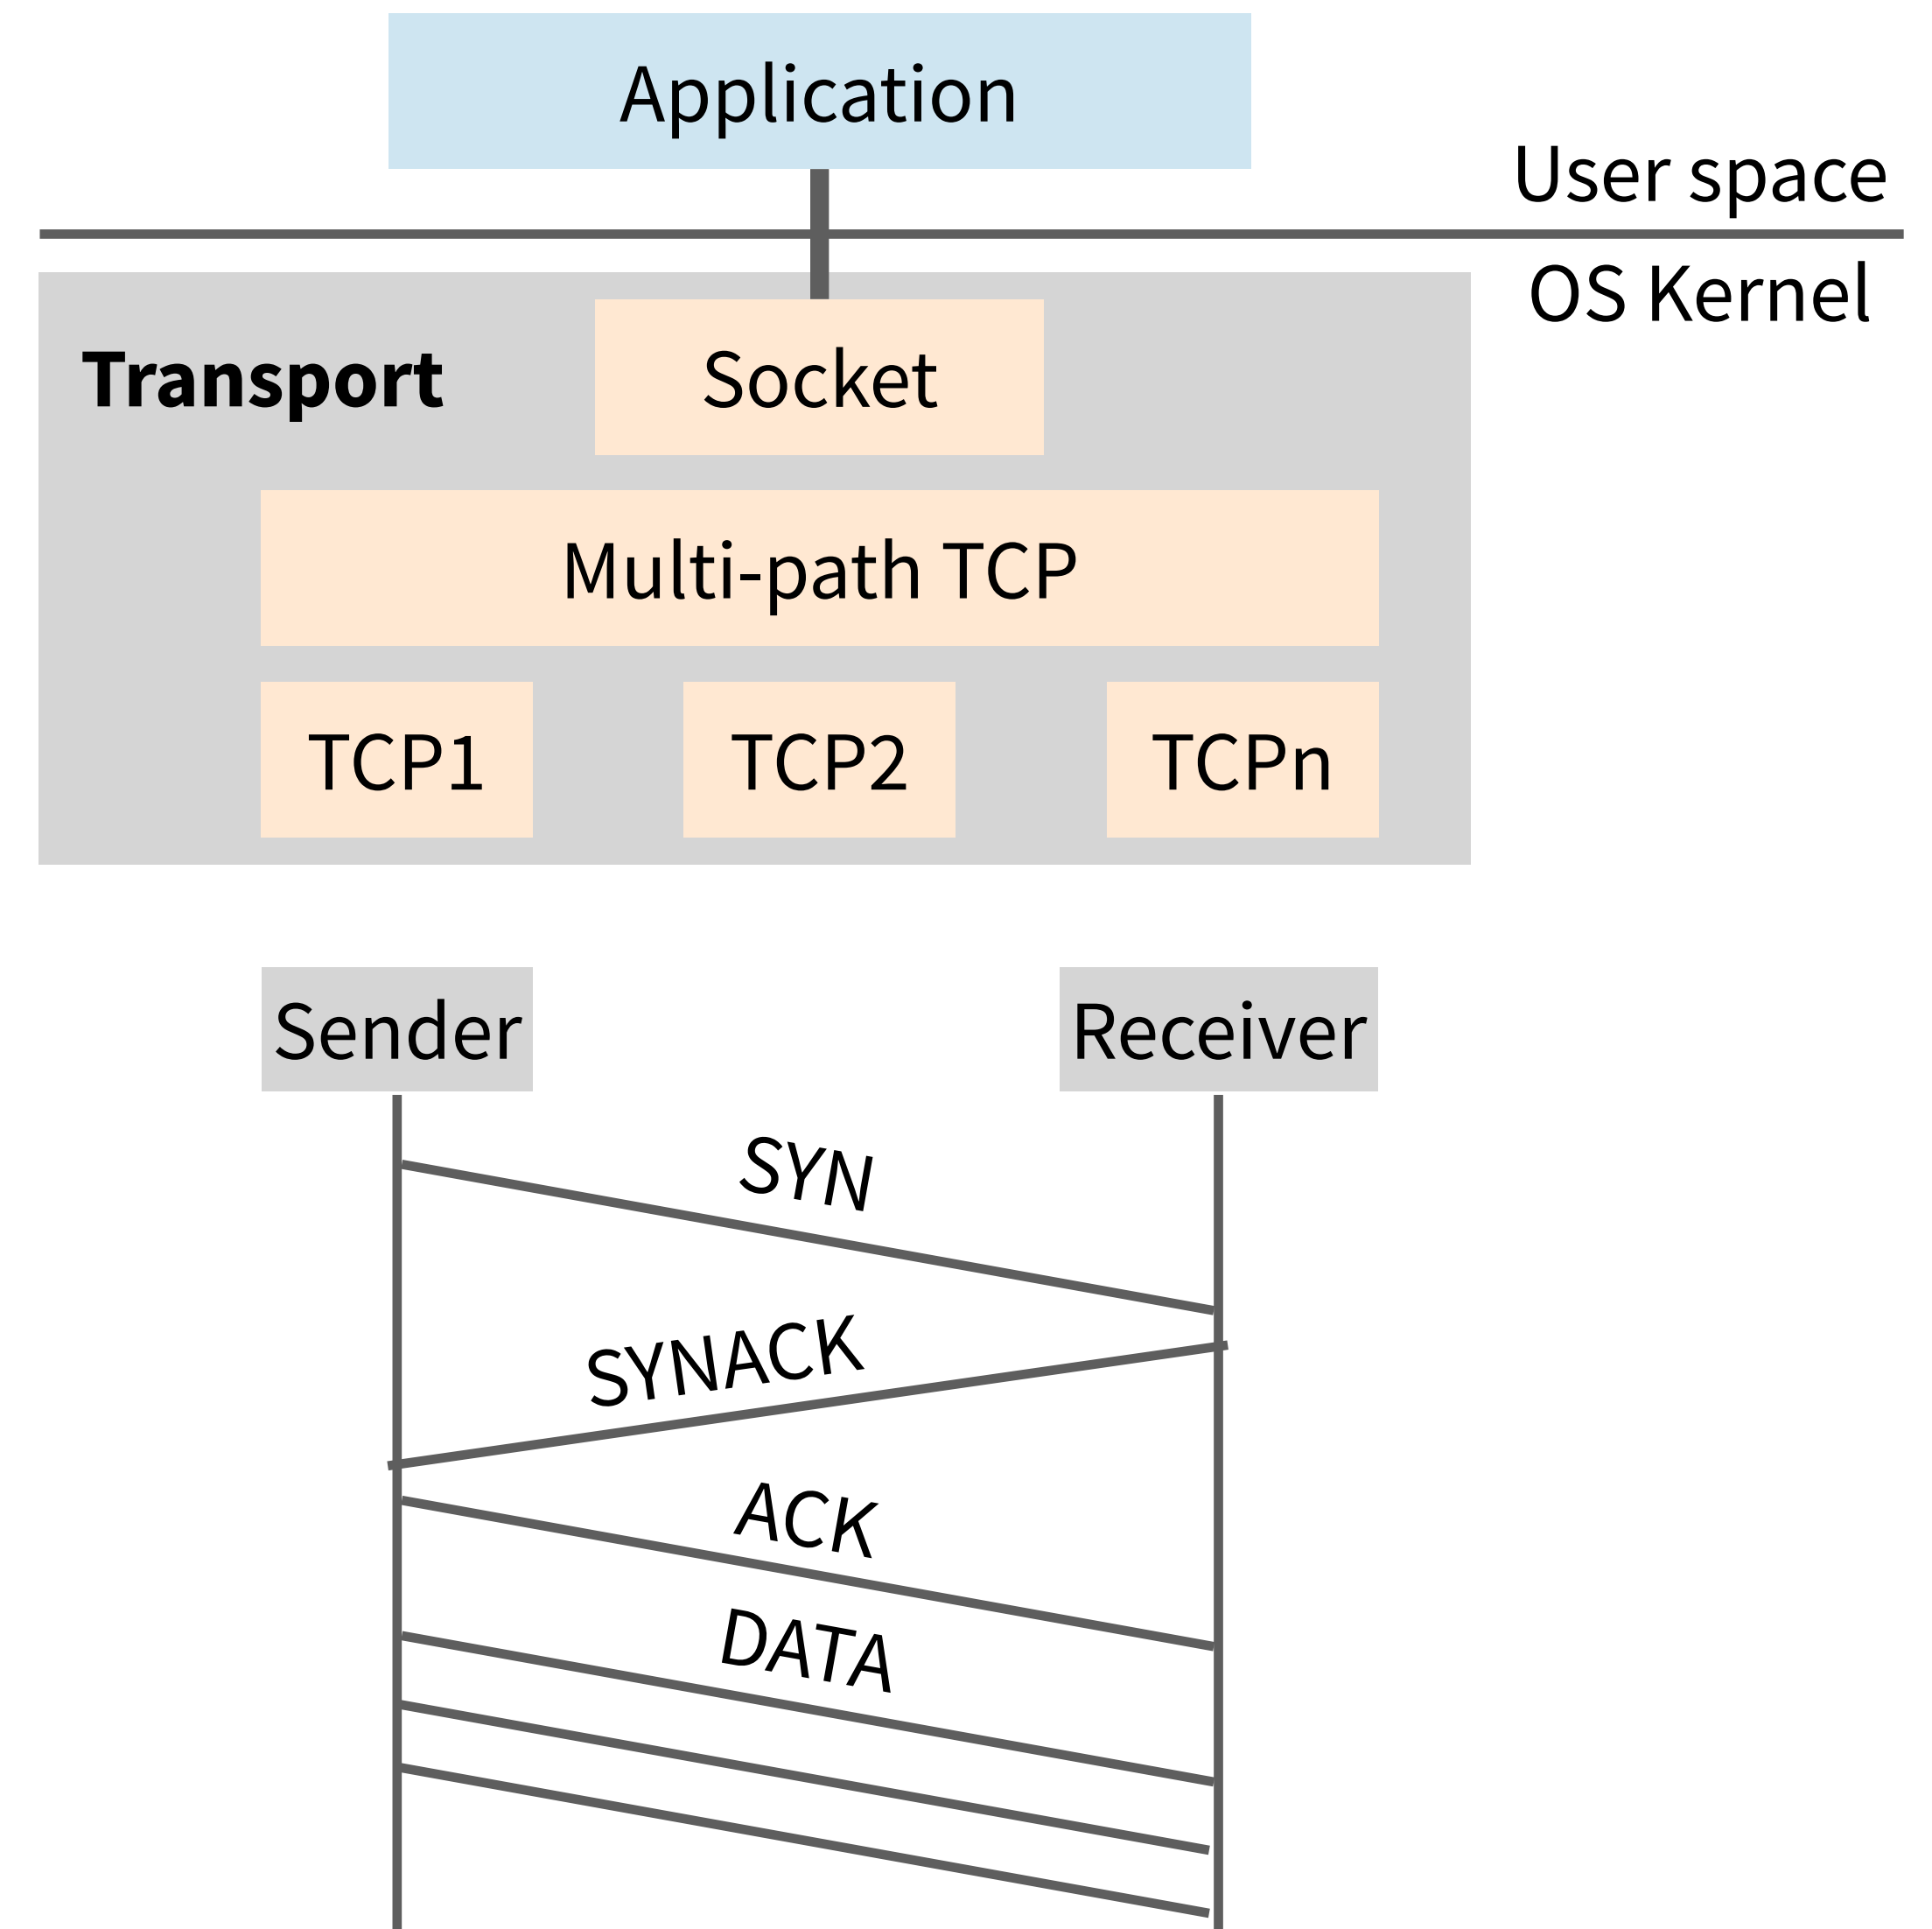 Application
User space
OS Kernel
Transport
Socket
Multi-path TCP
TCP1
TCP2
TCPn
Sender
Receiver
SYN
SYNACK
ACK
DATA